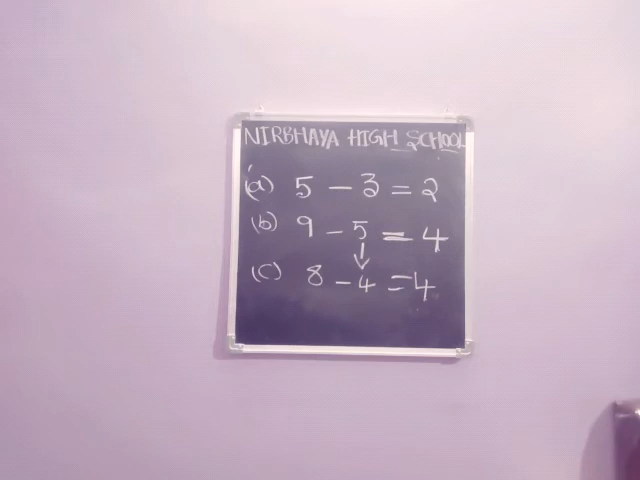 NIRBHAYA HIGH SCHOOL
(a) 5 - 3 = 2
(b) 9 - 5 = 4
↓
(C) 8 - 4 = 4